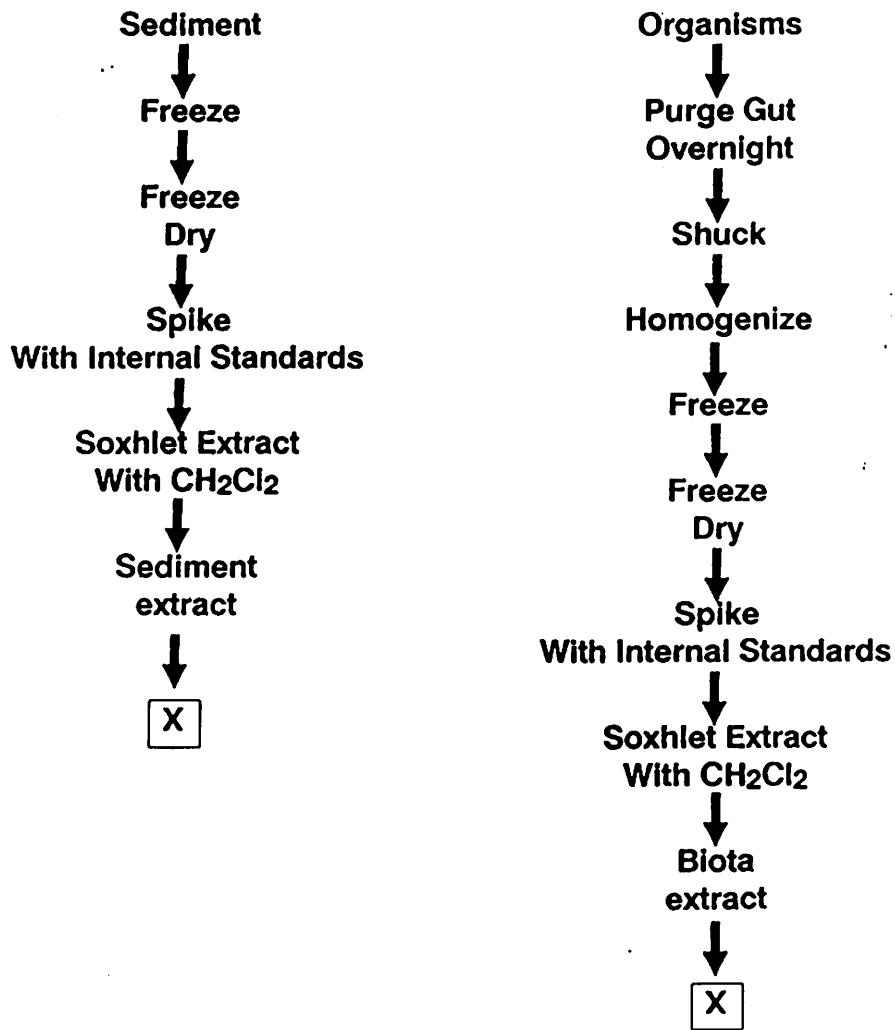 Sediment
Freeze
Freeze
Dry
Spike
With Internal Standards
Soxhlet Extract
With CH2Cl2
Sediment
extract
X
Organisms
Purge Gut
Overnight
Shuck
Homogenize
Freeze
Freeze
Dry
Spike
With Internal Standards
Soxhlet Extract
With CH2Cl2
Biota
extract
X